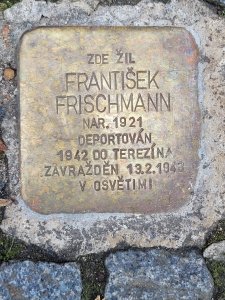 ZDE ŽIL
FRANTIŠEK
FRISCHMANN
NAR. 1921
DEPORTOVÁN
1942 DO TEREZÍNA
ZAVRAŽDĚN 13.2.1943
V OSVĚTIMI